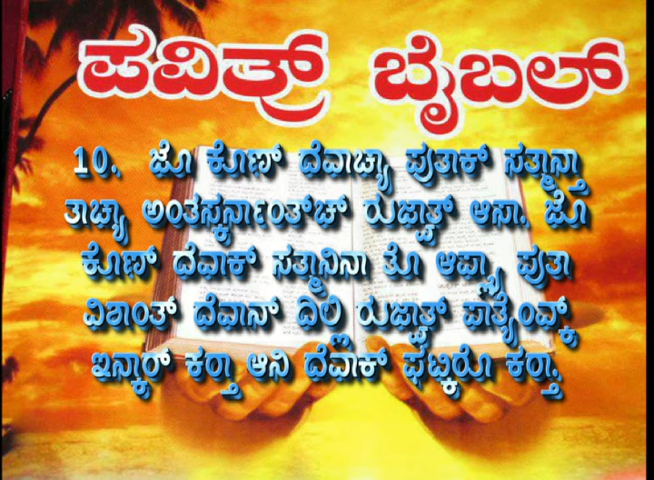 ಪವಿತ್ರ್ ಬೈಬಲ್
10. ಜೊ ಕೊಣ್ ದೆವಾಚ್ಯಾ ಪುತಾಕ್ ಸತ್ಮಾನ್ತಾ
ತಾಚ್ಯಾ ಅಂತಸ್ಕರ್ನಾಂತ್‍ಚ್ ರುಜ್ವಾತ್ ಆಸಾ. ಜೊ
ಕೊಣ್ ದೆವಾಕ್ ಸತ್ಮಾನಿನಾ ತೊ ಆಪ್ಲ್ಯಾ ಪುತಾ
ವಿಶಾಂತ್ ದೆವಾನ್ ದಿಲ್ಲಿ ರುಜ್ವಾತ್ ಪಾತ್ಯೆಂವ್ಕ್
ಇನ್ಕಾರ್ ಕರ‍್ತಾ ಆನಿ ದೆವಾಕ್ ಫಟ್ಕಿರೊ ಕರ‍್ತಾ.